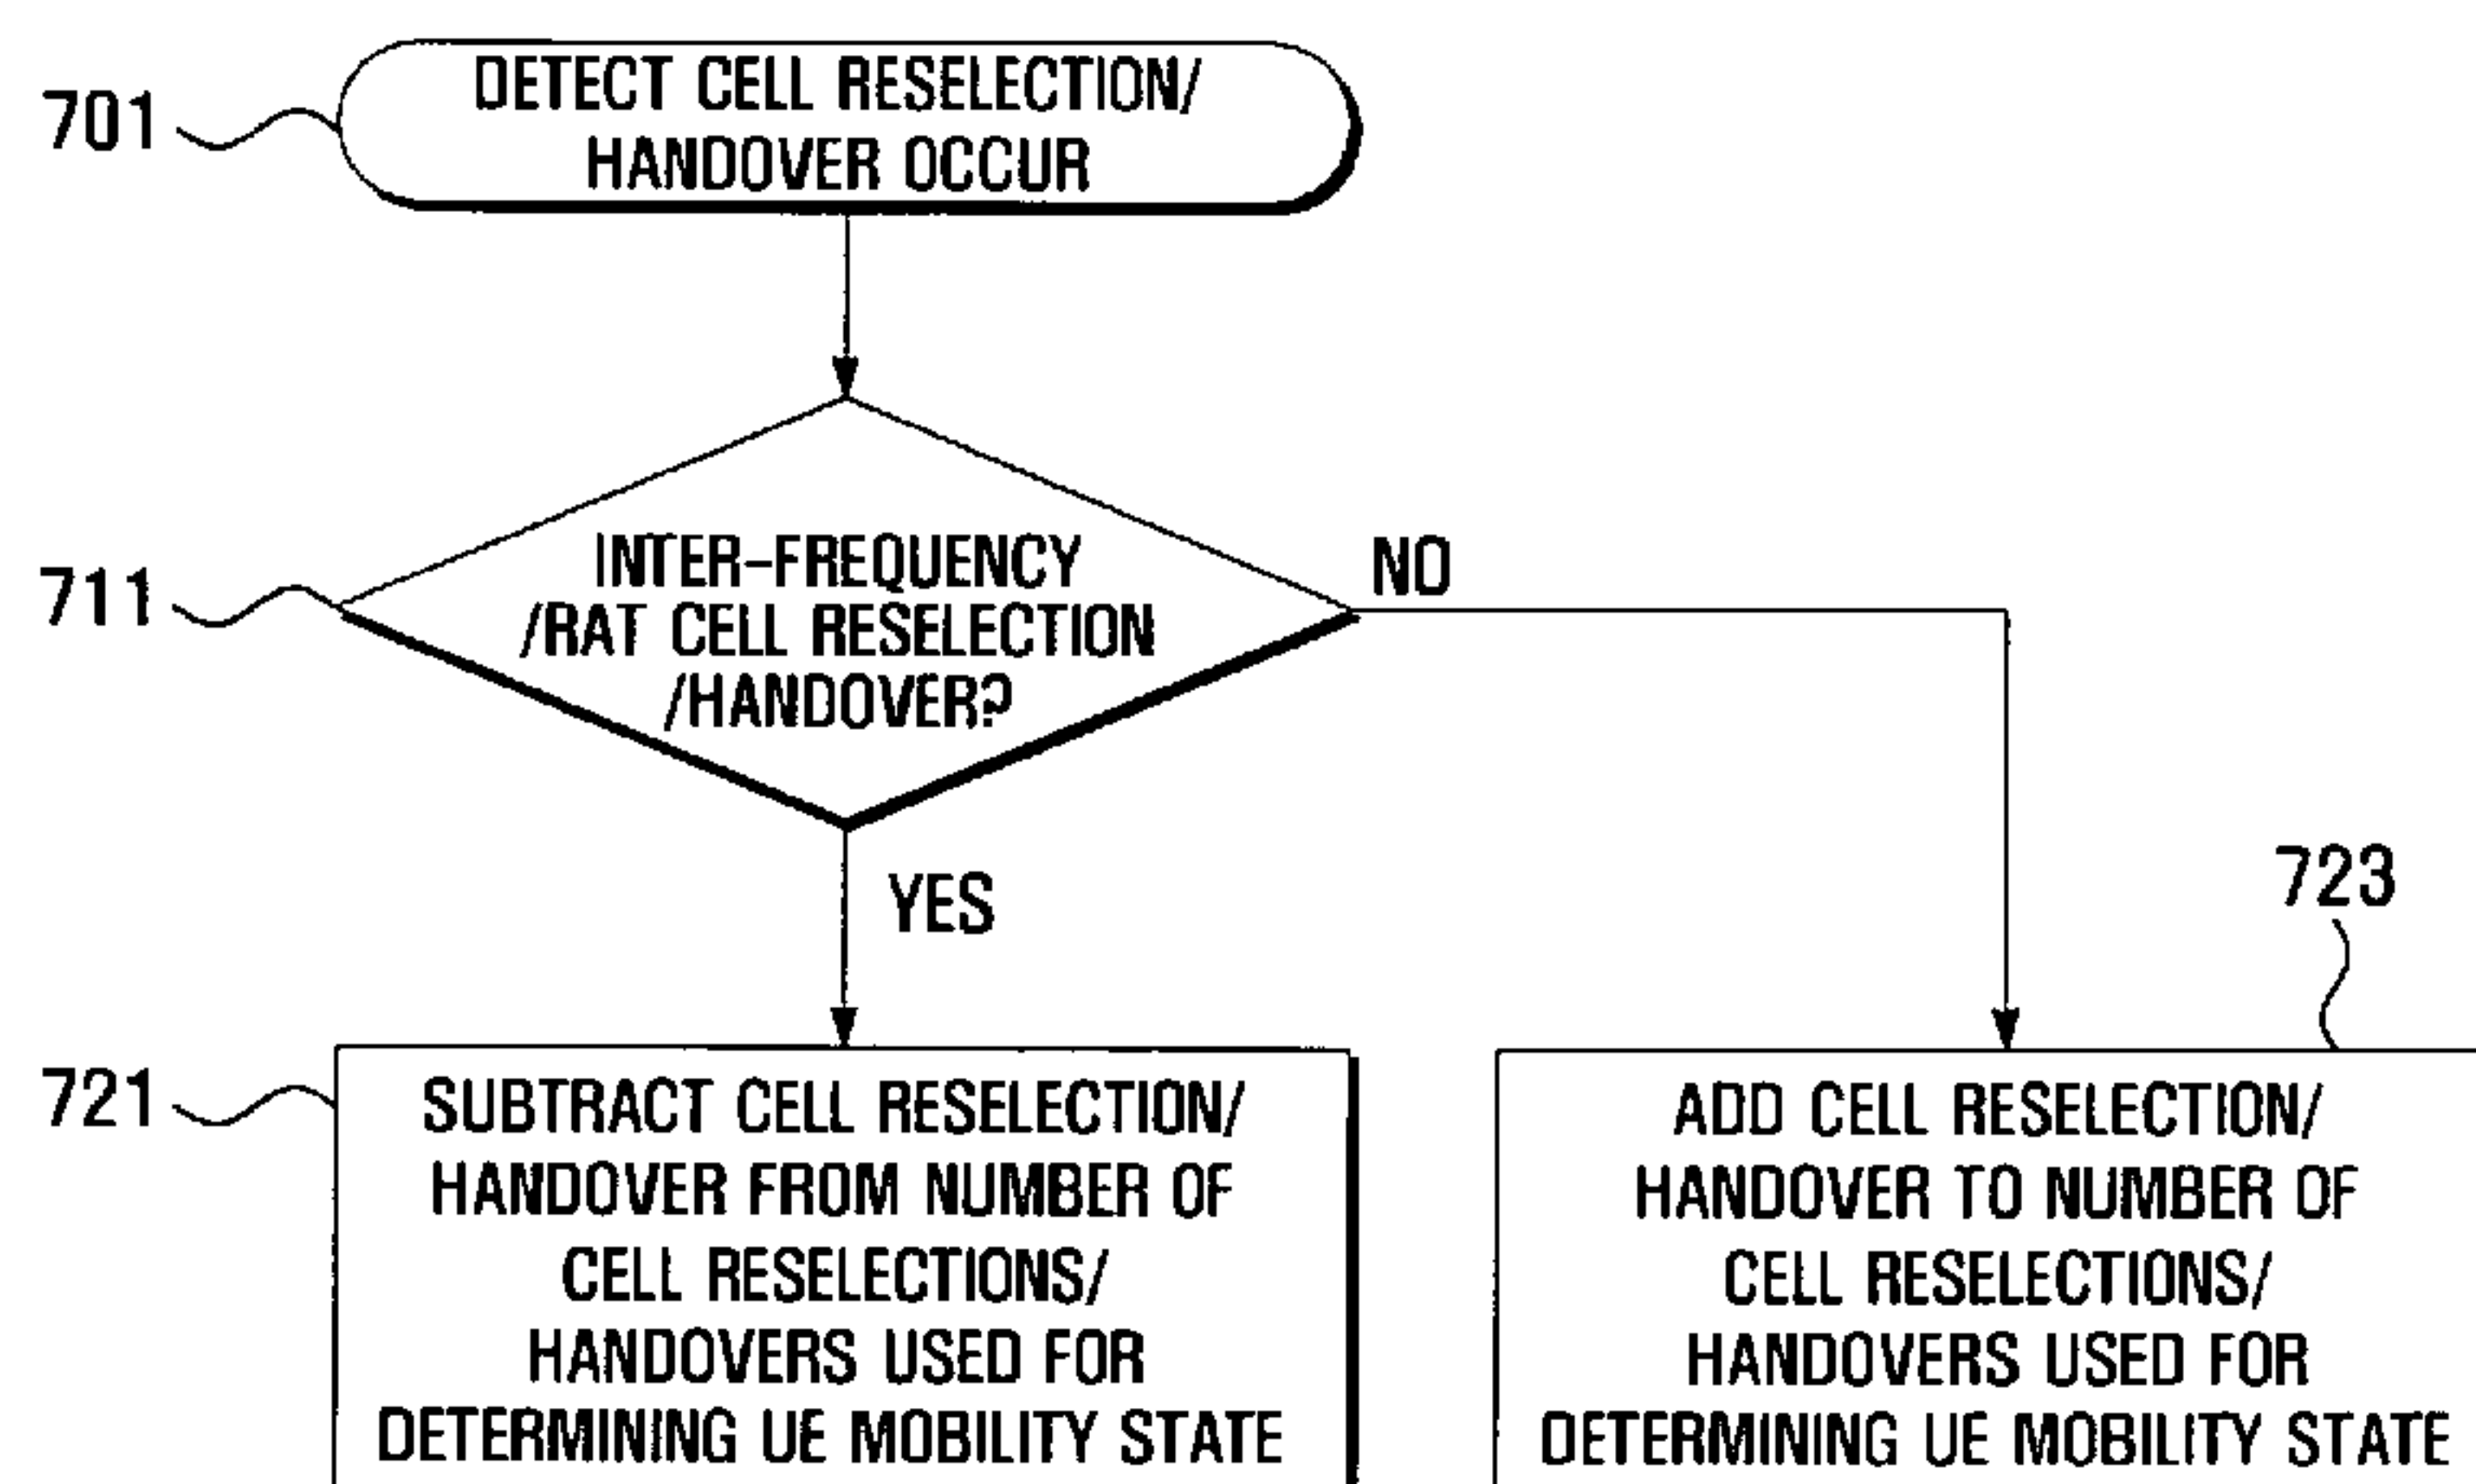 701
DETECT CELL RESELECTION/
HANDOVER OCCUR
711
INTER-FREQUENCY
/RAT CELL RESELECTION
/HANDOVER?
NO
YES
721
SUBTRACT CELL RESELECTION/
HANDOVER FROM NUMBER OF
CELL RESELECTIONS/
HANDOVERS USED FOR
DETERMINING UE MOBILITY STATE
723
ADD CELL RESELECTION/
HANDOVER TO NUMBER OF
CELL RESELECTIONS/
HANDOVERS USED FOR
DETERMINING UE MOBILITY STATE